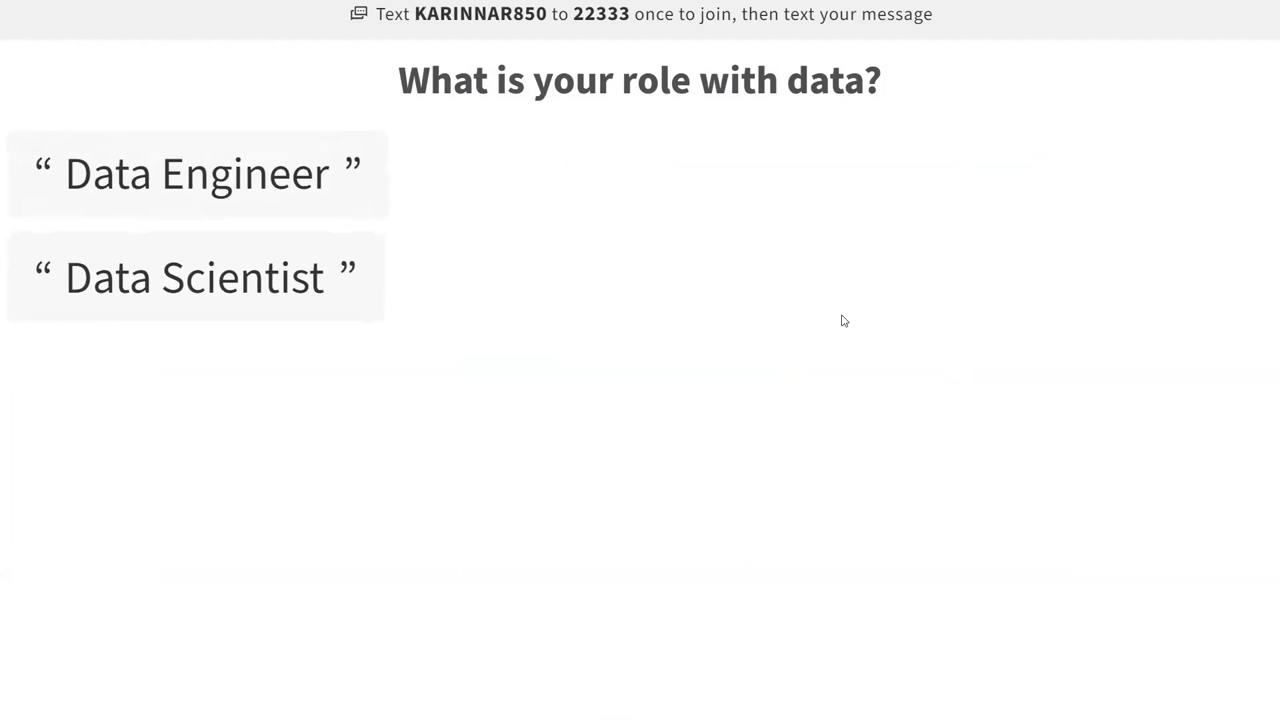 Text KARINNAR850 to 22333 once to join, then text your message
What is your role with data?
“ Data Engineer ”
“ Data Scientist ”